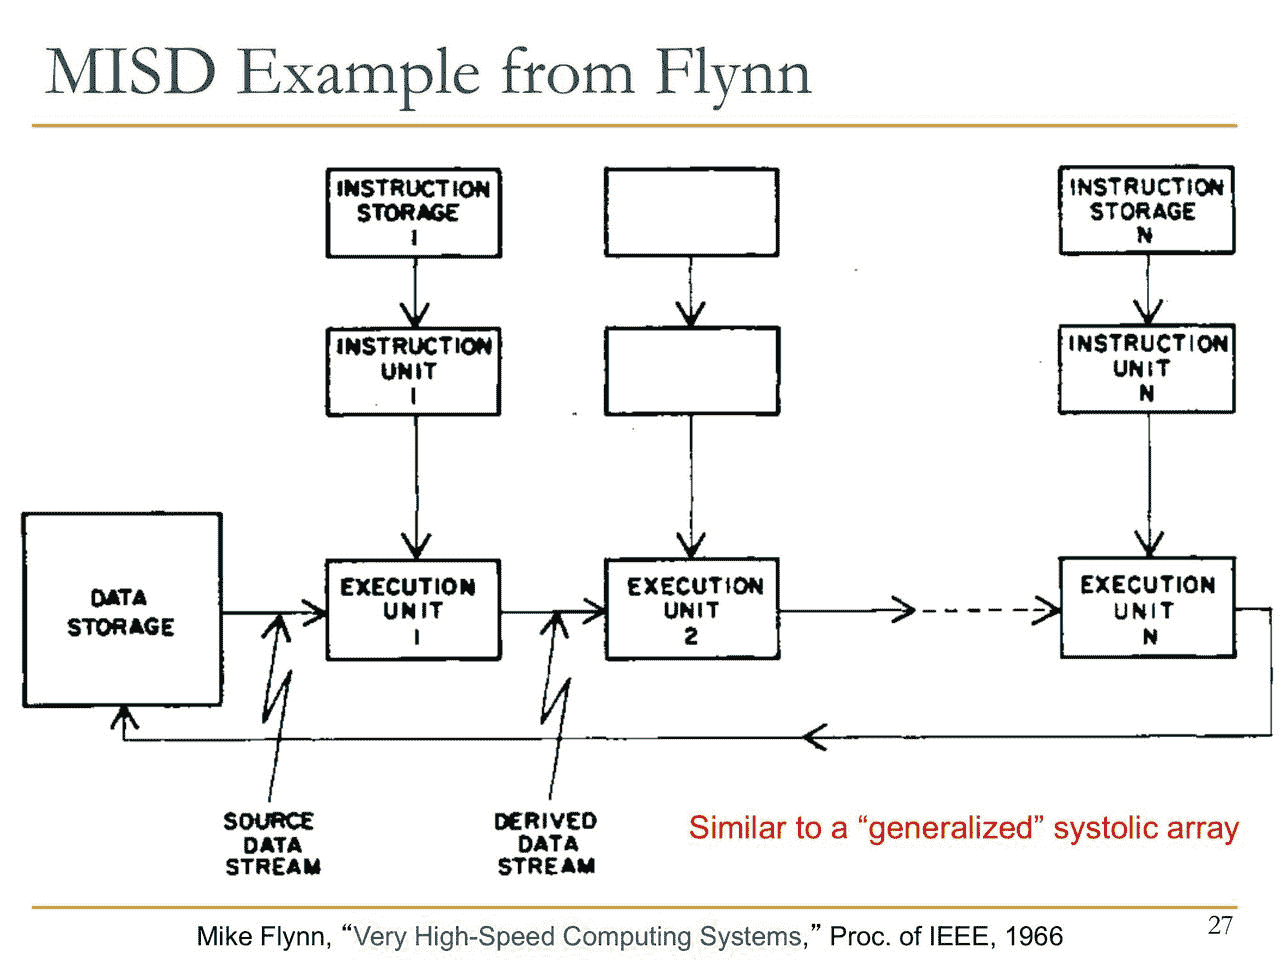 MISD Example from Flynn
INSTRUCTION
STORAGE
1
INSTRUCTION
STORAGE
N
INSTRUCTION
UNIT
1
INSTRUCTION
UNIT
N
DATA
STORAGE
EXECUTION
UNIT
1
EXECUTION
UNIT
2
EXECUTION
UNIT
N
SOURCE
DATA
STREAM
DERIVED
DATA
STREAM
Similar to a “generalized” systolic array
Mike Flynn, “Very High-Speed Computing Systems,” Proc. of IEEE, 1966
27